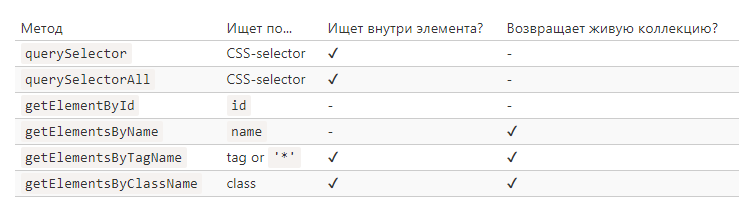 Метод Ищет по... Ищет внутри элемента? Возвращает живую коллекцию?
querySelector CSS-selector ✔ -
querySelectorAll CSS-selector ✔ -
getElementById id - -
getElementsByName name - ✔
getElementsByTagName tag or '*' ✔ ✔
getElementsByClassName class ✔ ✔